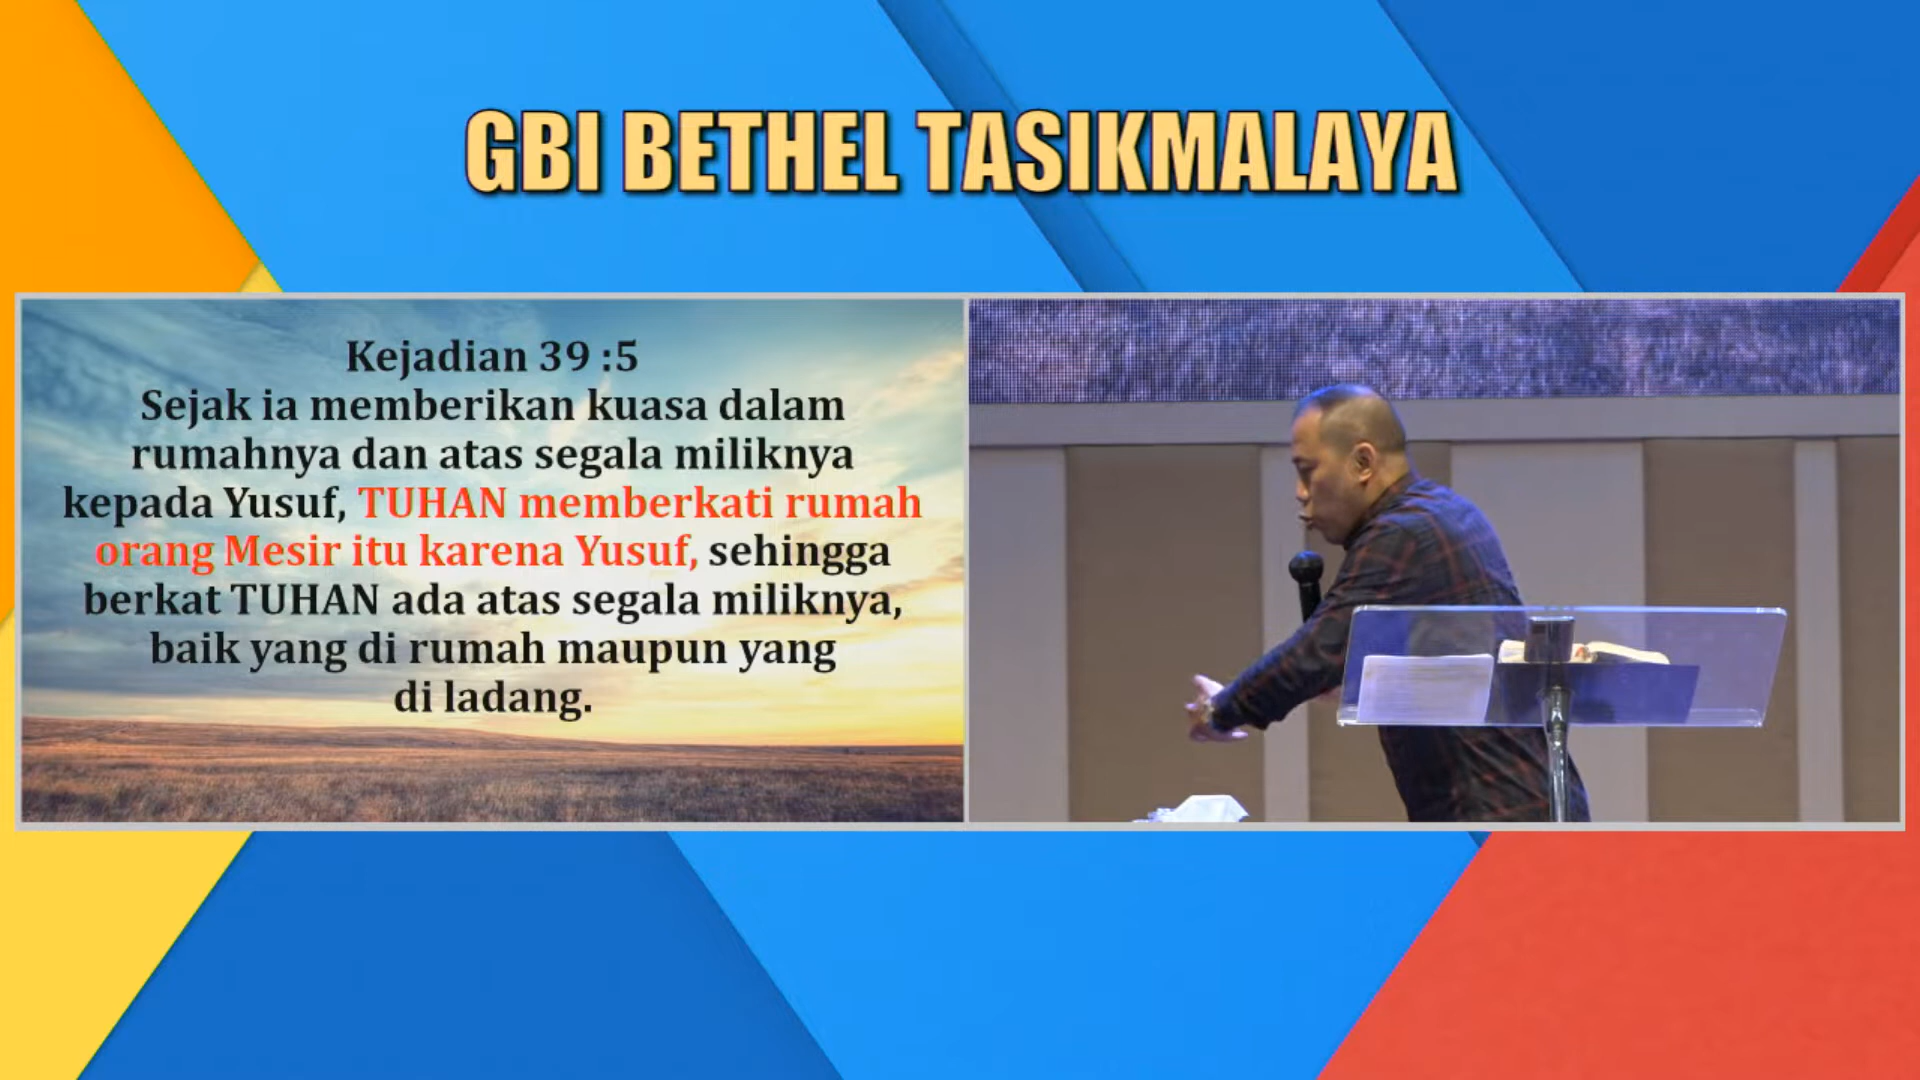 GBI BETHEL TASIKMALAYA
Kejadian 39 :5
Sejak ia memberikan kuasa dalam
rumahnya dan atas segala miliknya
kepada Yusuf, TUHAN memberkati rumah
orang Mesir itu karena Yusuf, sehingga
berkat TUHAN ada atas segala miliknya,
baik yang di rumah maupun yang
di ladang.